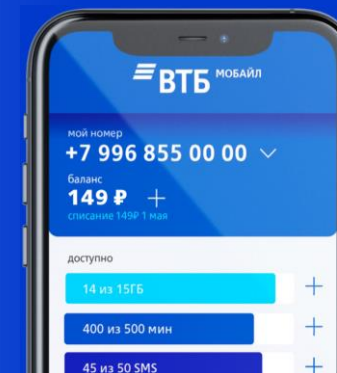 ВТБ МОБАЙЛ
мой номер
+7 996 855 00 00
баланс
149 ₽ +
списание 149₽ 1 мая
доступно
14 из 15ГБ +
400 из 500 мин +
45 из 50 SMS +